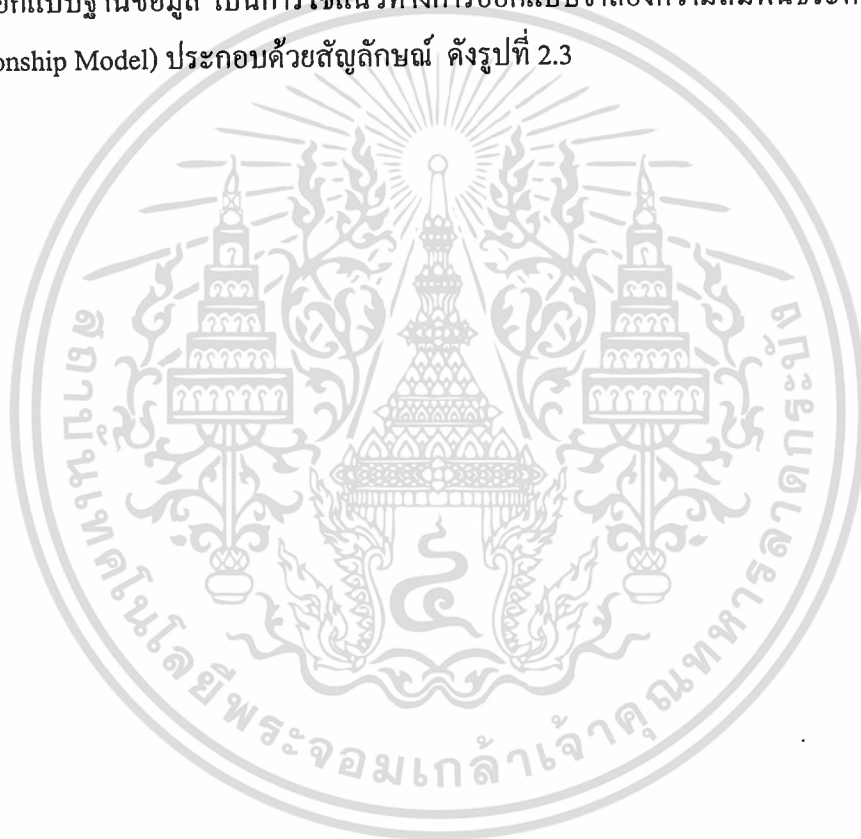 อกแบบฐานข้อมูล เป็นการใช้แนวทางการออกแบบจำลองความสัมพันธ์ระ
onship Model) ประกอบด้วยสัญลักษณ์ ดังรูปที่ 2.3
สถาบันเทคโนโลยีพระจอมเกล้าเจ้าคุณทหารลาดกระบัง
๔